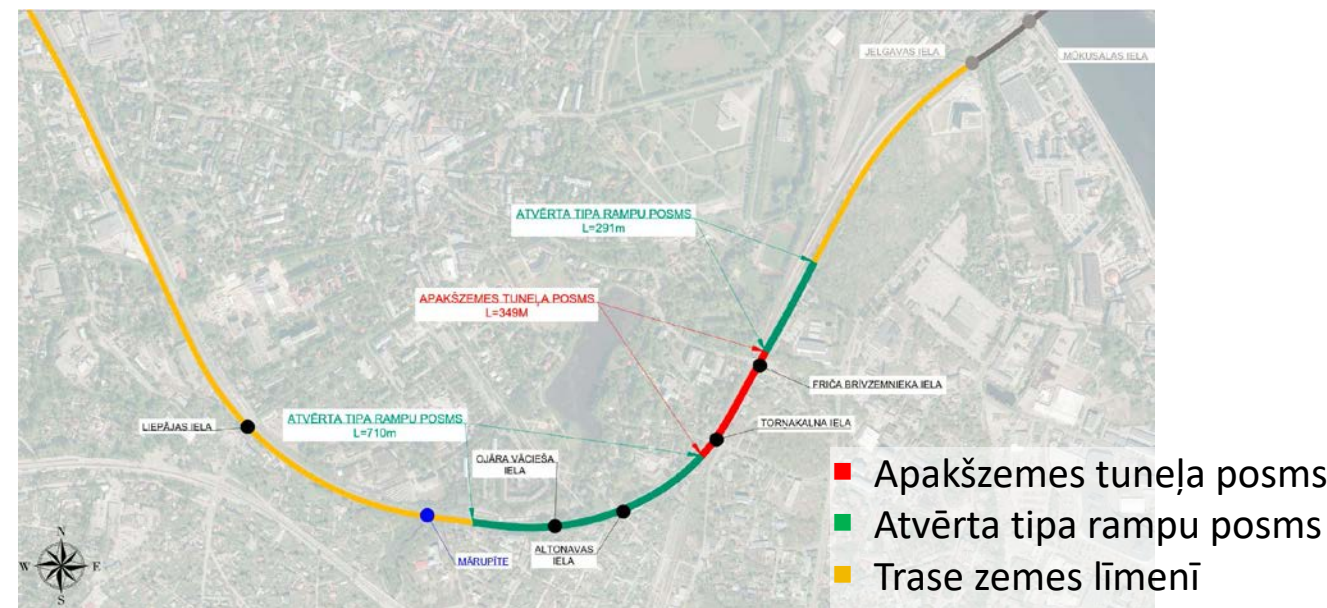 JELGAVAS IELA
MŪKUSALAS IELA
ATVĒRTA TIPA RAMPU POSMS
L=291m
APAKŠZEMES TUNEĻA POSMS
L=349M
FRIČA BRĪVZEMNIEKA IELA
ATVĒRTA TIPA RAMPU POSMS
L=710m
TORŅAKALNA IELA
LIEPĀJAS IELA
OJĀRA VĀCIEŠA
IELA
MĀRUPĪTE
ALTONAVAS
IELA
N
W
E
S
Apakšzemes tuneļa posms
Atvērta tipa rampu posms
Trase zemes līmenī